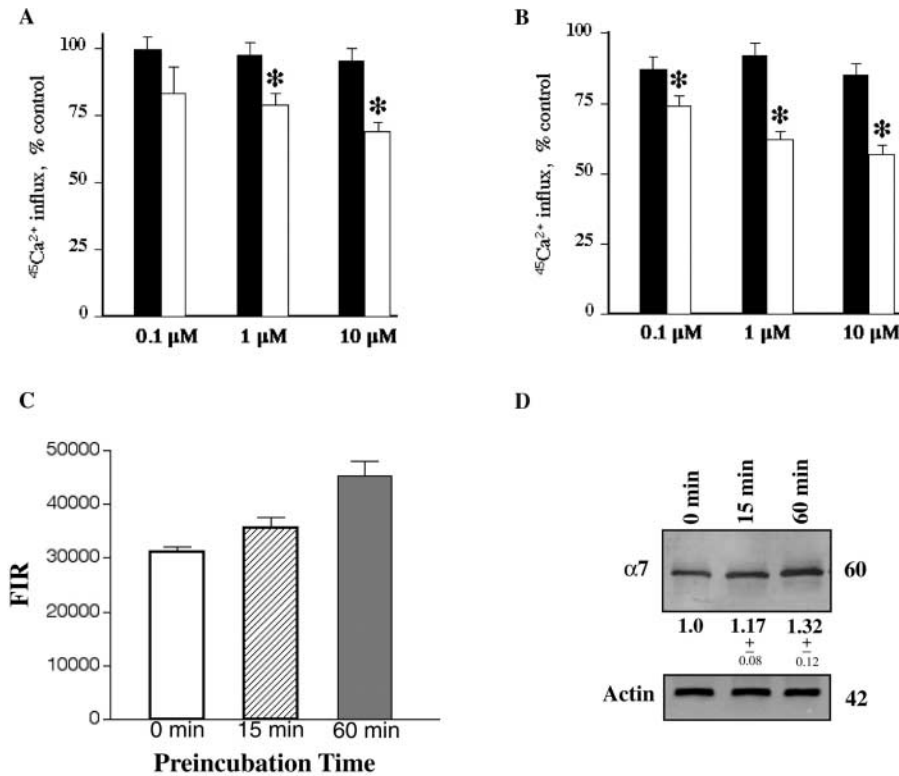 A
⁴⁵Ca²⁺ influx, % control
100
75
50
25
0
*
*
0.1 μM 1 μM 10 μM
B
⁴⁵Ca²⁺ influx, % control
100
75
50
25
0
*
*
*
0.1 μM 1 μM 10 μM
C
FIR
50000
40000
30000
20000
10000
0
0 min 15 min 60 min
Preincubation Time
D
0 min 15 min 60 min
α7 60
1.0 1.17 1.32
± ±
0.08 0.12
Actin 42